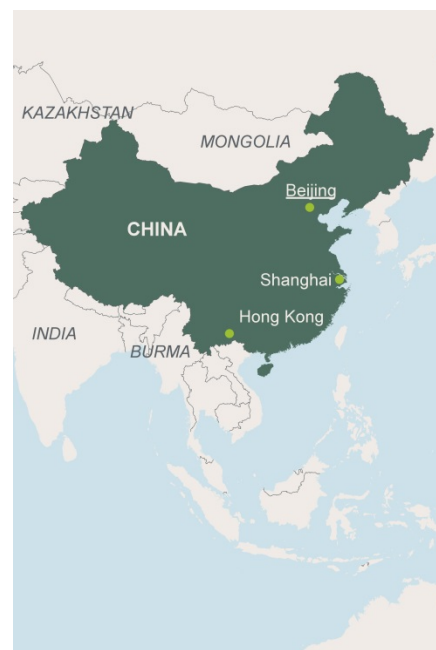 KAZAKHSTAN
MONGOLIA
Beijing
CHINA
Shanghai
Hong Kong
INDIA
BURMA